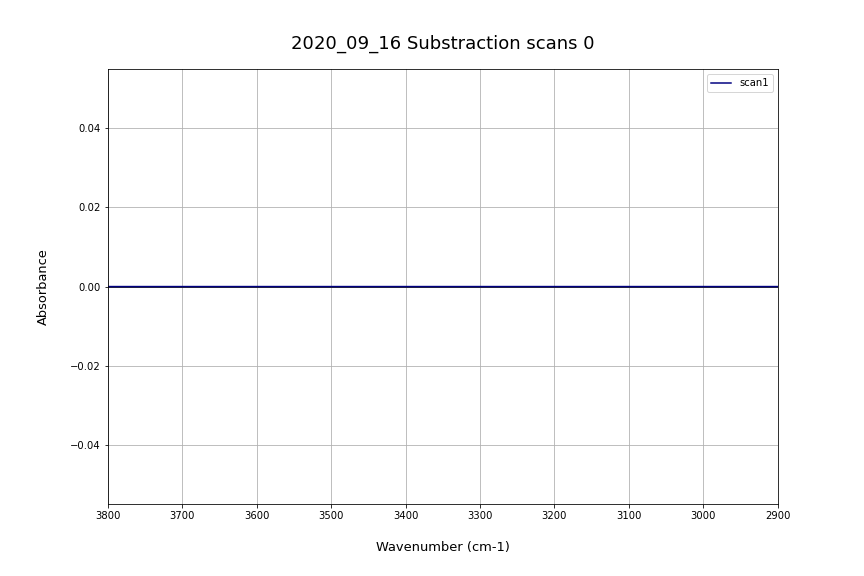 2020_09_16 Substraction scans 0
scan1
0.04
0.02
0.00
−0.02
−0.04
Absorbance
3800 3700 3600 3500 3400 3300 3200 3100 3000 2900
Wavenumber (cm-1)